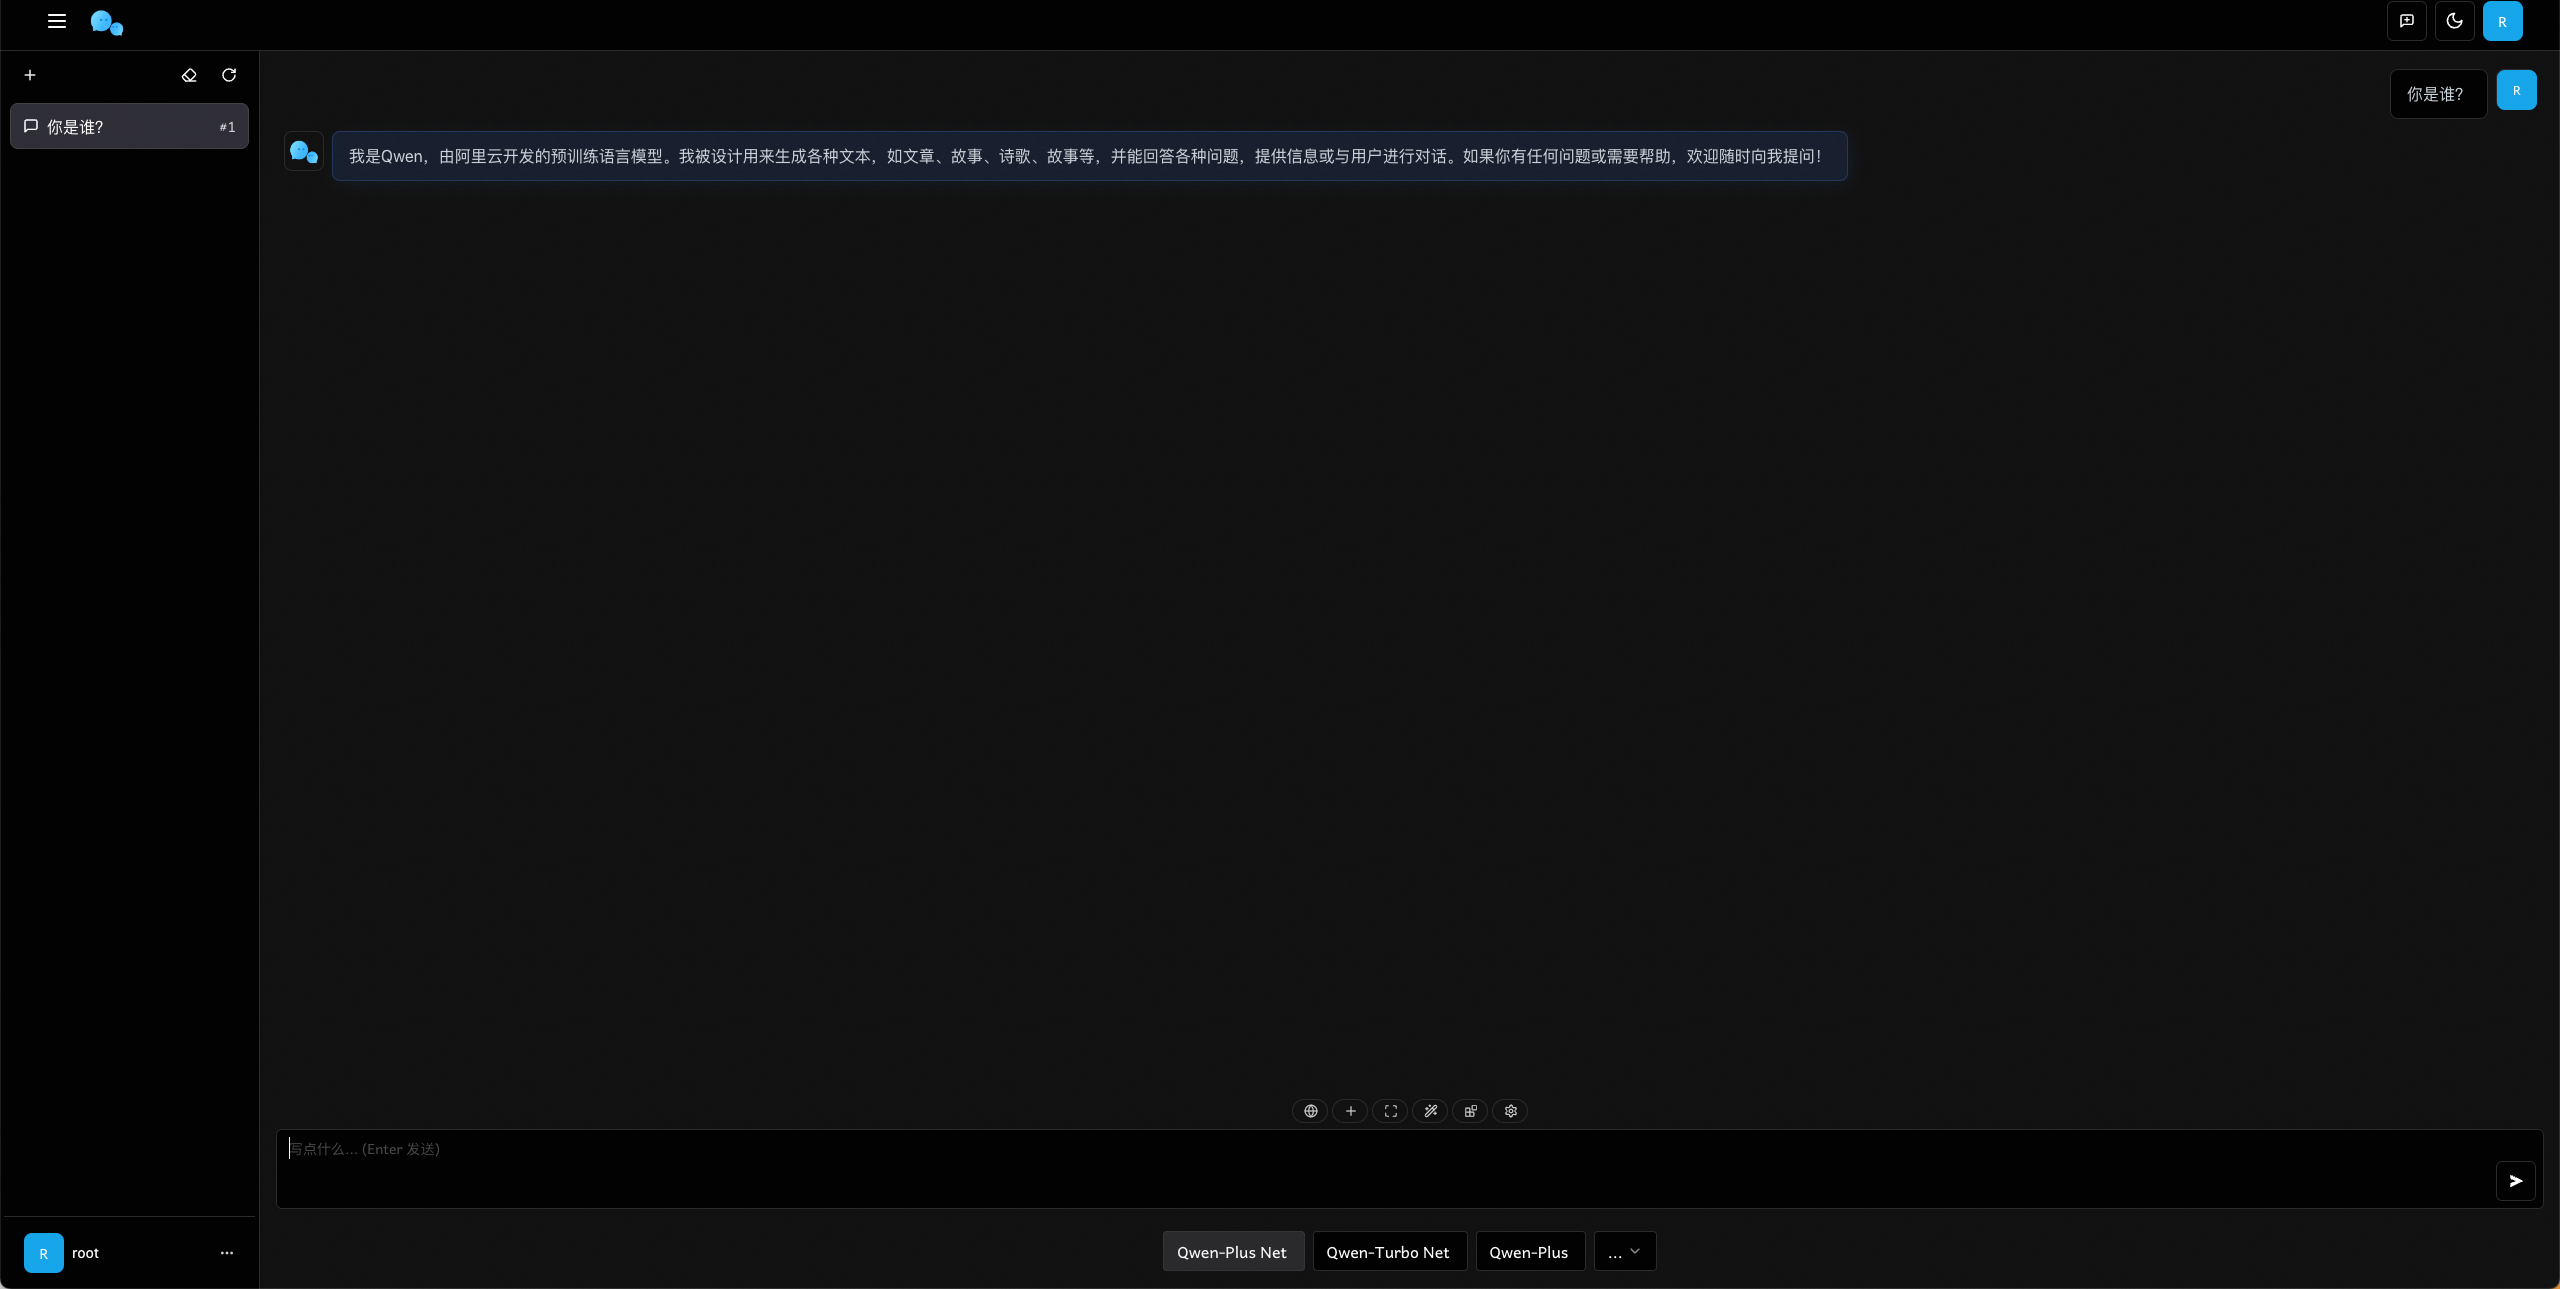 R
你是谁?
#1
你是谁?
R
我是Qwen，由阿里云开发的预训练语言模型。我被设计用来生成各种文本，如文章、故事、诗歌、故事等，并能回答各种问题，提供信息或与用户进行对话。如果你有任何问题或需要帮助，欢迎随时向我提问！
写点什么... (Enter 发送)
R
root
Qwen-Plus Net
Qwen-Turbo Net
Qwen-Plus
...